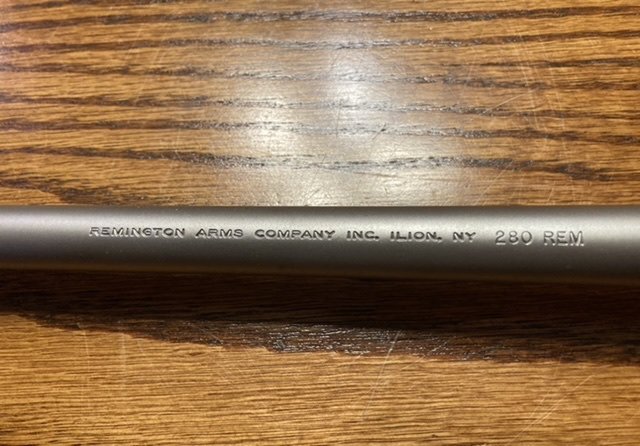 REMINGTON ARMS COMPANY INC. ILION, NY 280 REM